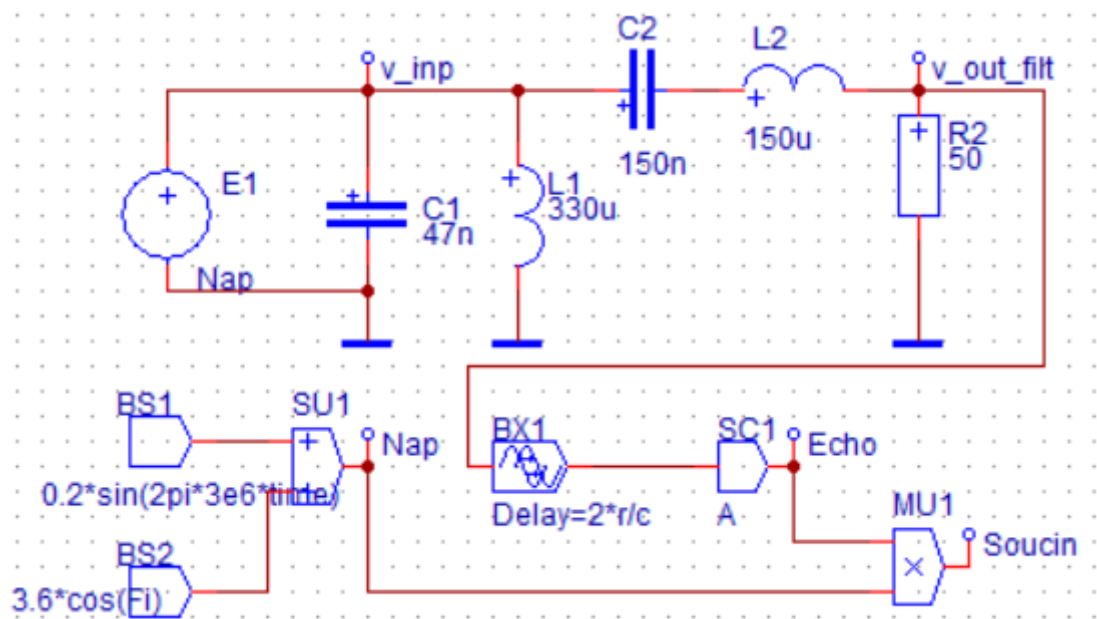 C2
L2
v_inp
v_out_filt
E1
C1
47n
L1
330u
150n
150u
R2
50
Nap
BS1
SU1
0.2*sin(2pi*3e6*time)
Nap
BX1
Delay=2*r/c
SC1
A
Echo
BS2
3.6*cos(Fi)
MU1
Soucin